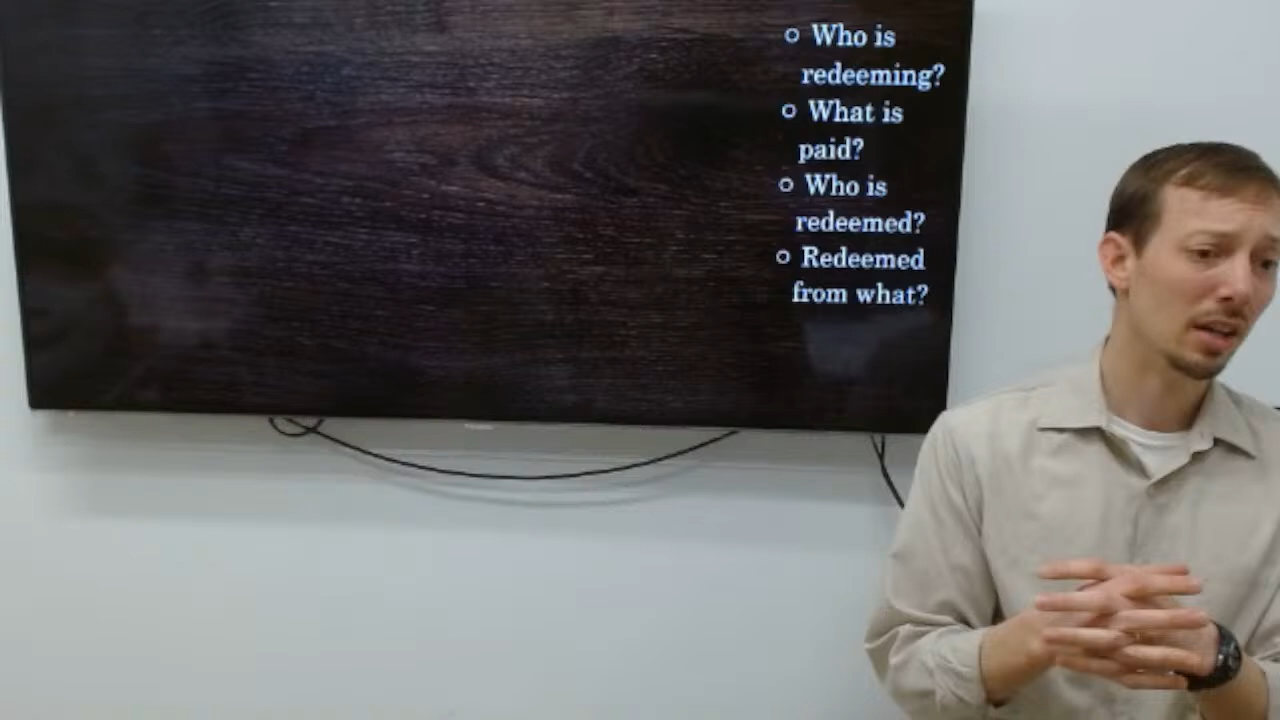 ○ Who is
redeeming?
○ What is
paid?
○ Who is
redeemed?
○ Redeemed
from what?